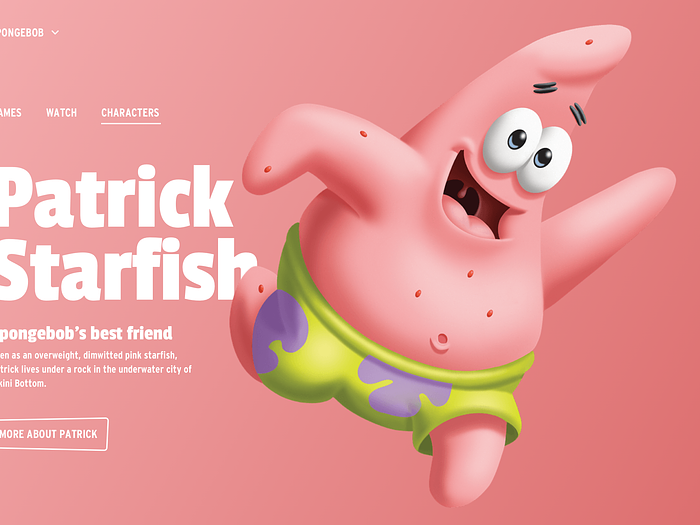 PONGEBOB
AMES WATCH CHARACTERS
Patrick
Starfish
pongebob's best friend
en as an overweight, dimwitted pink starfish,
trick lives under a rock in the underwater city of
kini Bottom.
MORE ABOUT PATRICK